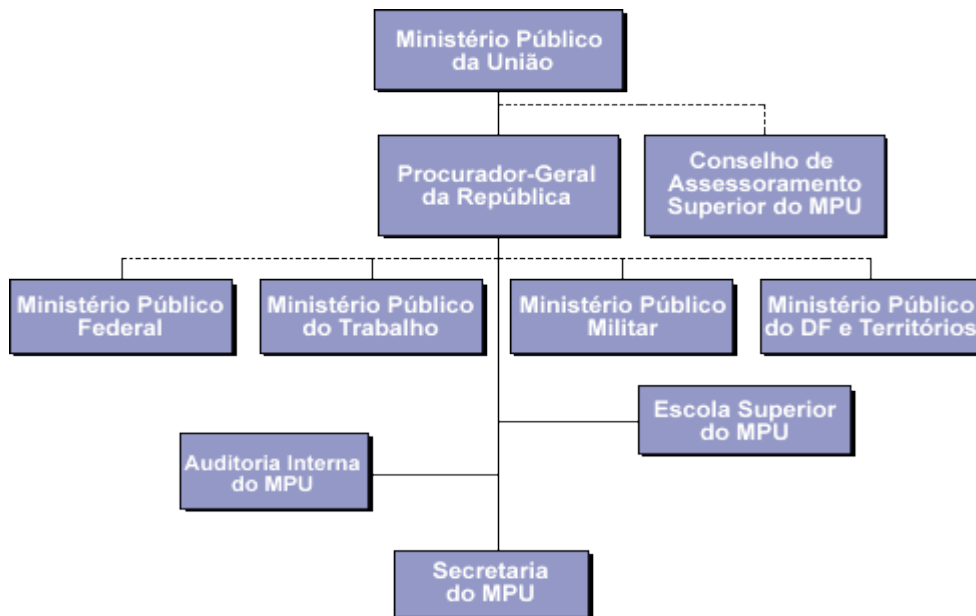 Ministério Público
da União
Procurador-Geral
da República
Conselho de
Assessoramento
Superior do MPU
Ministério Público
Federal
Ministério Público
do Trabalho
Ministério Público
Militar
Ministério Público
do DF e Territórios
Escola Superior
do MPU
Auditoria Interna
do MPU
Secretaria
do MPU